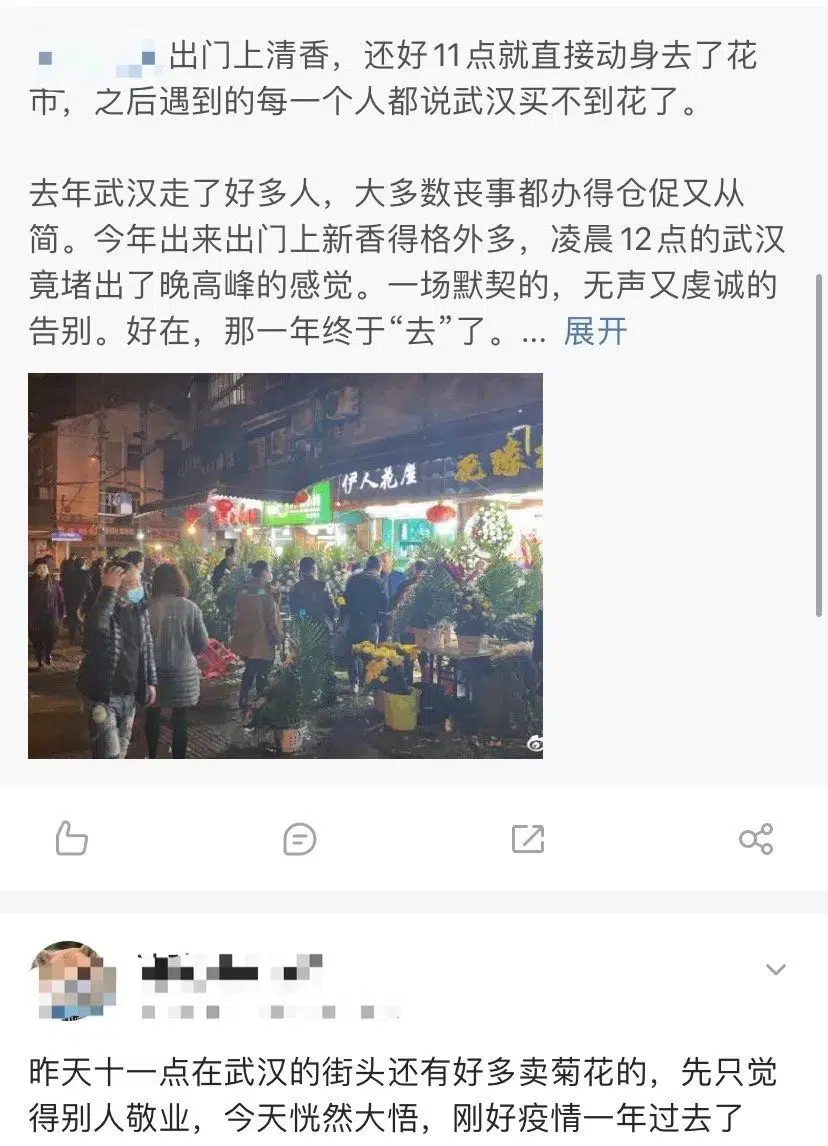 出门上清香，还好11点就直接动身去了花
市，之后遇到的每一个人都说武汉买不到花了。
去年武汉走了好多人，大多数丧事都办得仓促又从
简。今年出来出门上新香得格外多，凌晨12点的武汉
竟堵出了晚高峰的感觉。一场默契的，无声又虔诚的
告别。好在，那一年终于“去”了。... 展开
伊人花屋
昨天十一点在武汉的街头还有好多卖菊花的，先只觉
得别人敬业，今天恍然大悟，刚好疫情一年过去了